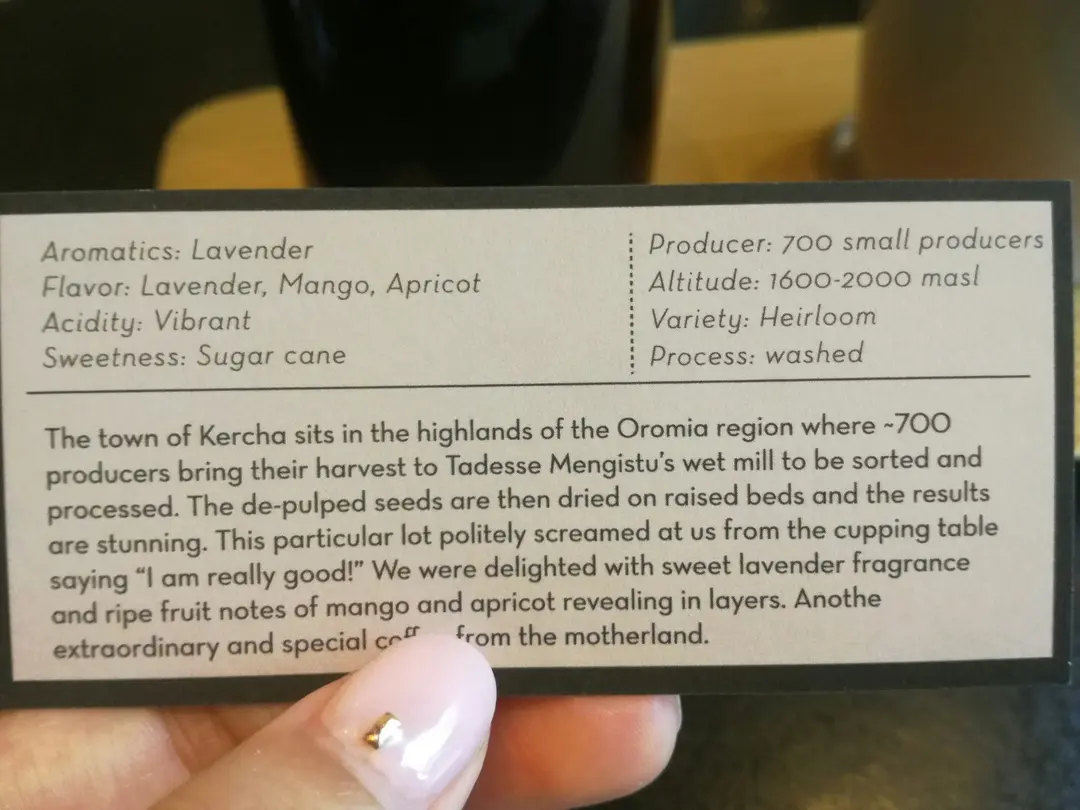 Aromatics: Lavender
Flavor: Lavender, Mango, Apricot
Acidity: Vibrant
Sweetness: Sugar cane
Producer: 700 small producers
Altitude: 1600-2000 masl
Variety: Heirloom
Process: washed
The town of Kercha sits in the highlands of the Oromia region where ~700
producers bring their harvest to Tadesse Mengistu's wet mill to be sorted and
processed. The de-pulped seeds are then dried on raised beds and the results
are stunning. This particular lot politely screamed at us from the cupping table
saying “I am really good!” We were delighted with sweet lavender fragrance
and ripe fruit notes of mango and apricot revealing in layers. Anothe
extraordinary and special from the motherland.